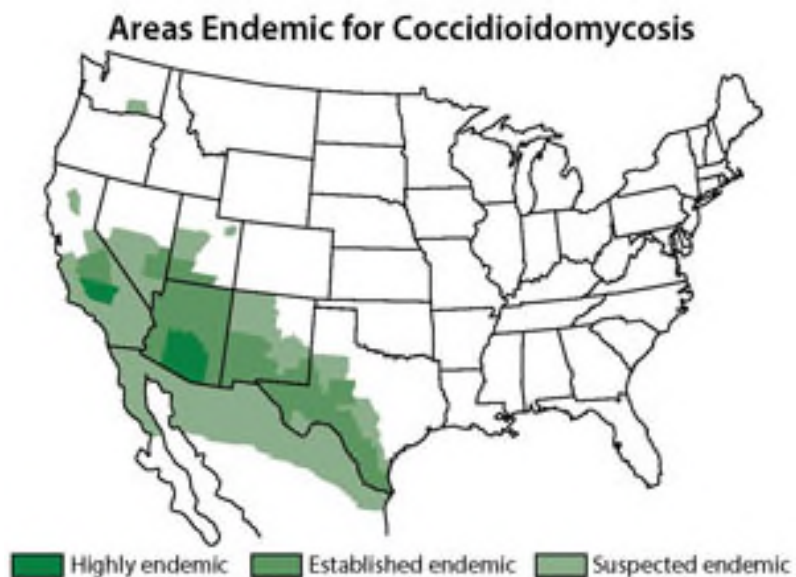 Areas Endemic for Coccidioidomycosis
Highly endemic
Established endemic
Suspected endemic